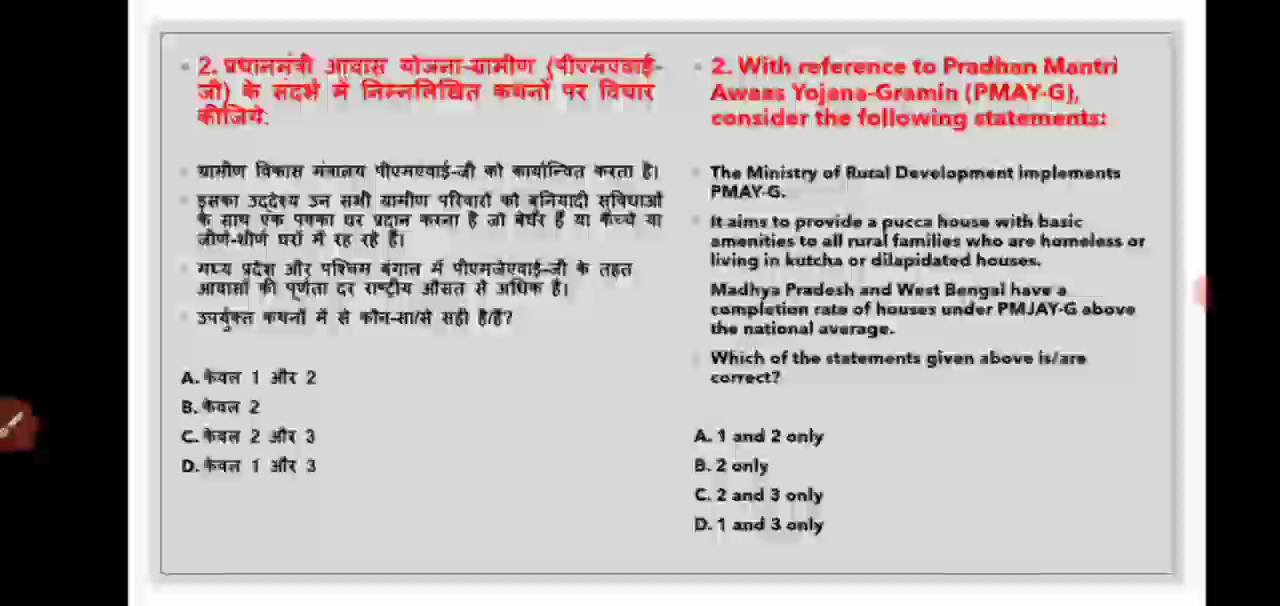 2. प्रधानमंत्री आवास योजना-ग्रामीण (पीएमएवाई-
जी) के संदर्भ में निम्नलिखित कथनों पर विचार
कीजिये:
ग्रामीण विकास मंत्रालय पीएमएवाई-जी को कार्यान्वित करता है।
इसका उद्देश्य उन सभी ग्रामीण परिवारों को बुनियादी सुविधाओं
के साथ एक पक्का घर प्रदान करना है जो बेघर हैं या कच्चे या
जीर्ण-शीर्ण घरों में रह रहे हैं।
मध्य प्रदेश और पश्चिम बंगाल में पीएमजेएवाई-जी के तहत
आवासों की पूर्णता दर राष्ट्रीय औसत से अधिक है।
उपर्युक्त कथनों में से कौन-सा/से सही है/हैं?
A. केवल 1 और 2
B. केवल 2
C. केवल 2 और 3
D. केवल 1 और 3
2. With reference to Pradhan Mantri
Awaas Yojana-Gramin (PMAY-G),
consider the following statements:
The Ministry of Rural Development implements
PMAY-G.
It aims to provide a pucca house with basic
amenities to all rural families who are homeless or
living in kutcha or dilapidated houses.
Madhya Pradesh and West Bengal have a
completion rate of houses under PMJAY-G above
the national average.
Which of the statements given above is/are
correct?
A. 1 and 2 only
B. 2 only
C. 2 and 3 only
D. 1 and 3 only